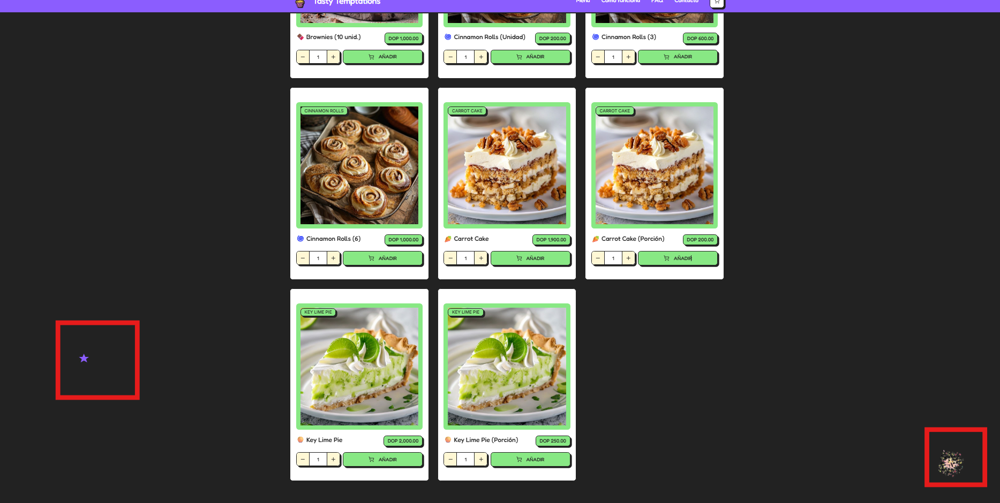 Tasty Temptations
Menú Cómo funciona FAQ Contacto
Brownies (10 unid.) DOP 1,000.00
Cinnamon Rolls (Unidad) DOP 200.00
Cinnamon Rolls (3) DOP 600.00
1 AÑADIR
1 AÑADIR
1 AÑADIR
CINNAMON ROLLS
CARROT CAKE
CARROT CAKE
Cinnamon Rolls (6) DOP 1,000.00
Carrot Cake DOP 1,900.00
Carrot Cake (Porción) DOP 200.00
1 AÑADIR
1 AÑADIR
1 AÑADIR
KEY LIME PIE
KEY LIME PIE
Key Lime Pie DOP 2,000.00
Key Lime Pie (Porción) DOP 250.00
1 AÑADIR
1 AÑADIR